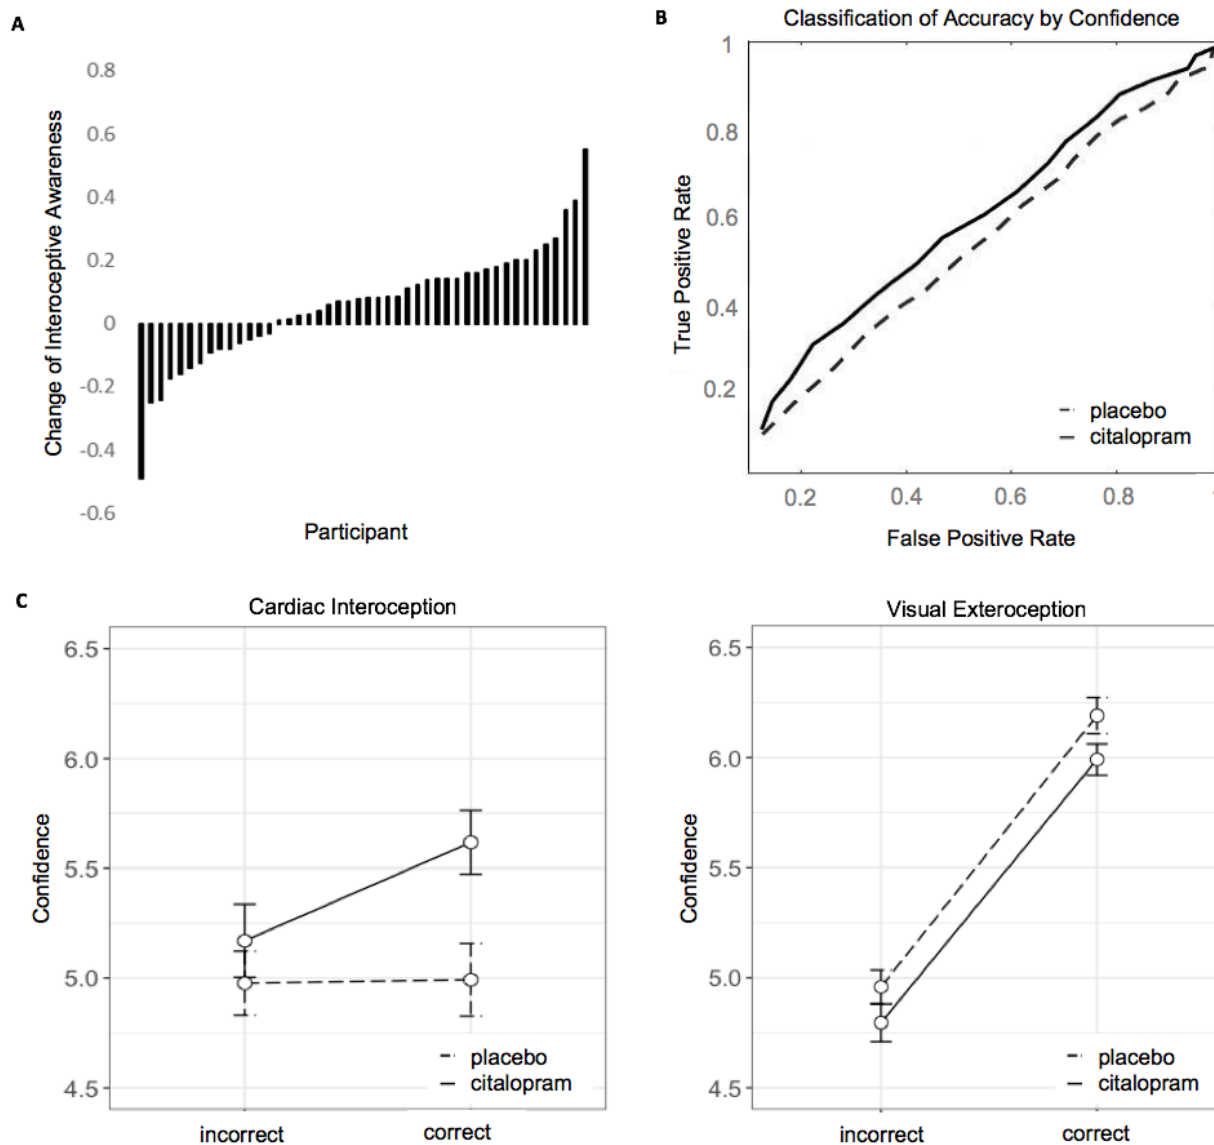 A
Change of Interoceptive Awareness
0.8
0.6
0.4
0.2
0
-0.2
-0.4
-0.6
Participant
B
Classification of Accuracy by Confidence
True Positive Rate
1
0.8
0.6
0.4
0.2
placebo
citalopram
0.2 0.4 0.6 0.8
False Positive Rate
C
Cardiac Interoception
Confidence
6.5
6.0
5.5
5.0
4.5
placebo
citalopram
incorrect correct
Visual Exteroception
Confidence
6.5
6.0
5.5
5.0
4.5
placebo
citalopram
incorrect correct